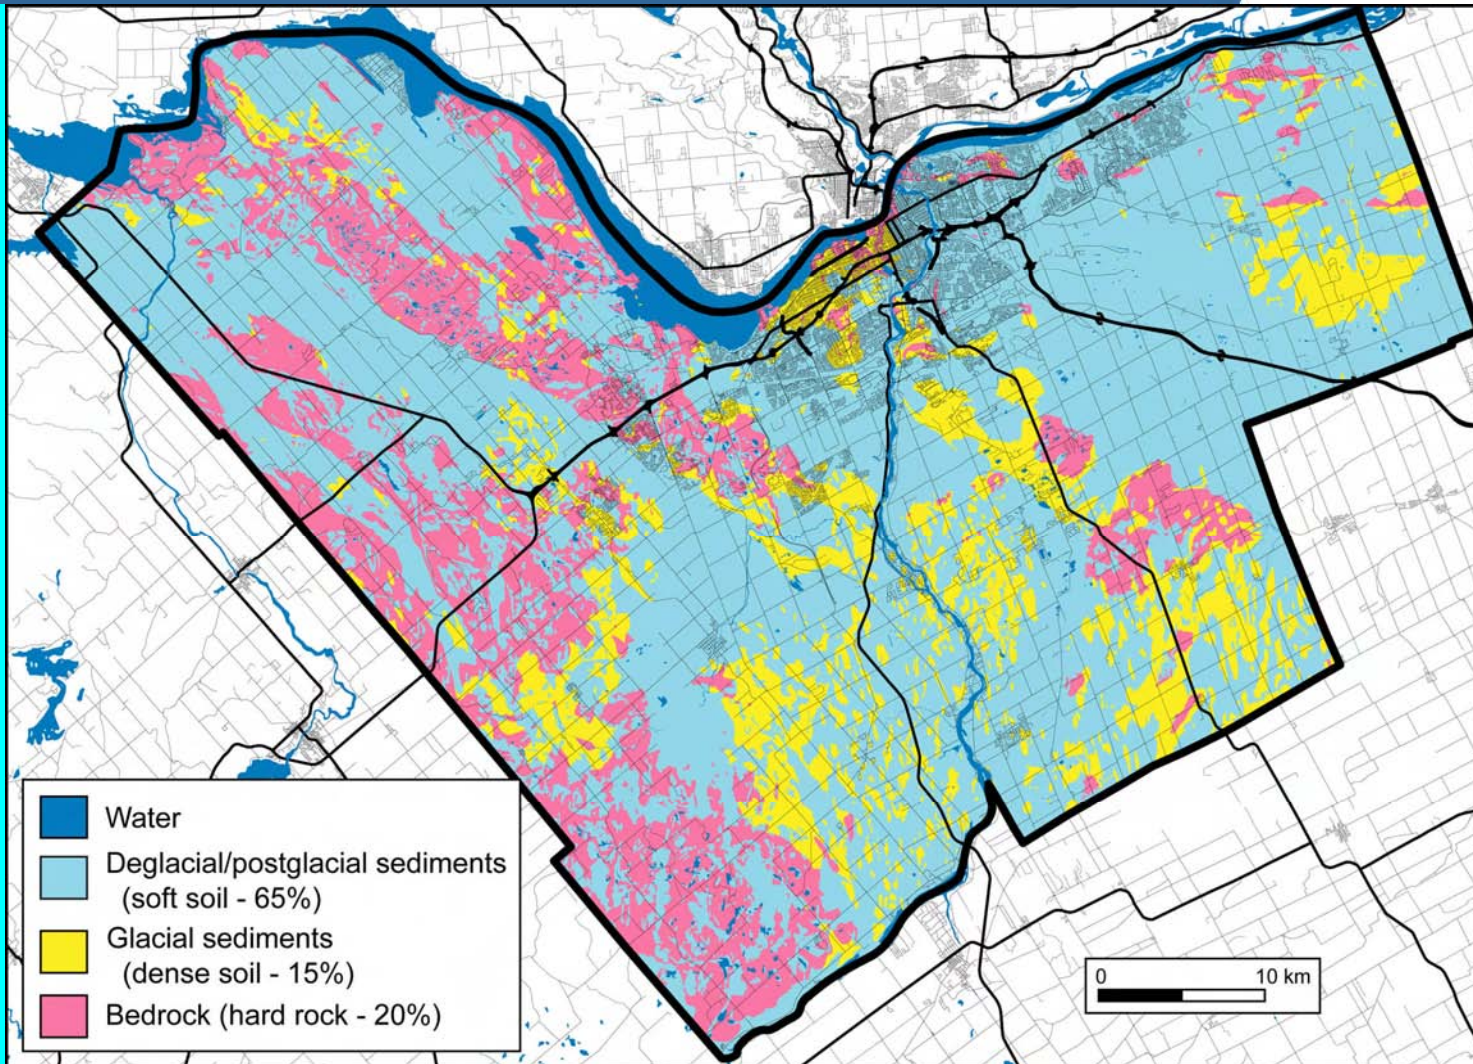 Water
Deglacial/postglacial sediments
(soft soil - 65%)
Glacial sediments
(dense soil - 15%)
Bedrock (hard rock - 20%)
0 10 km